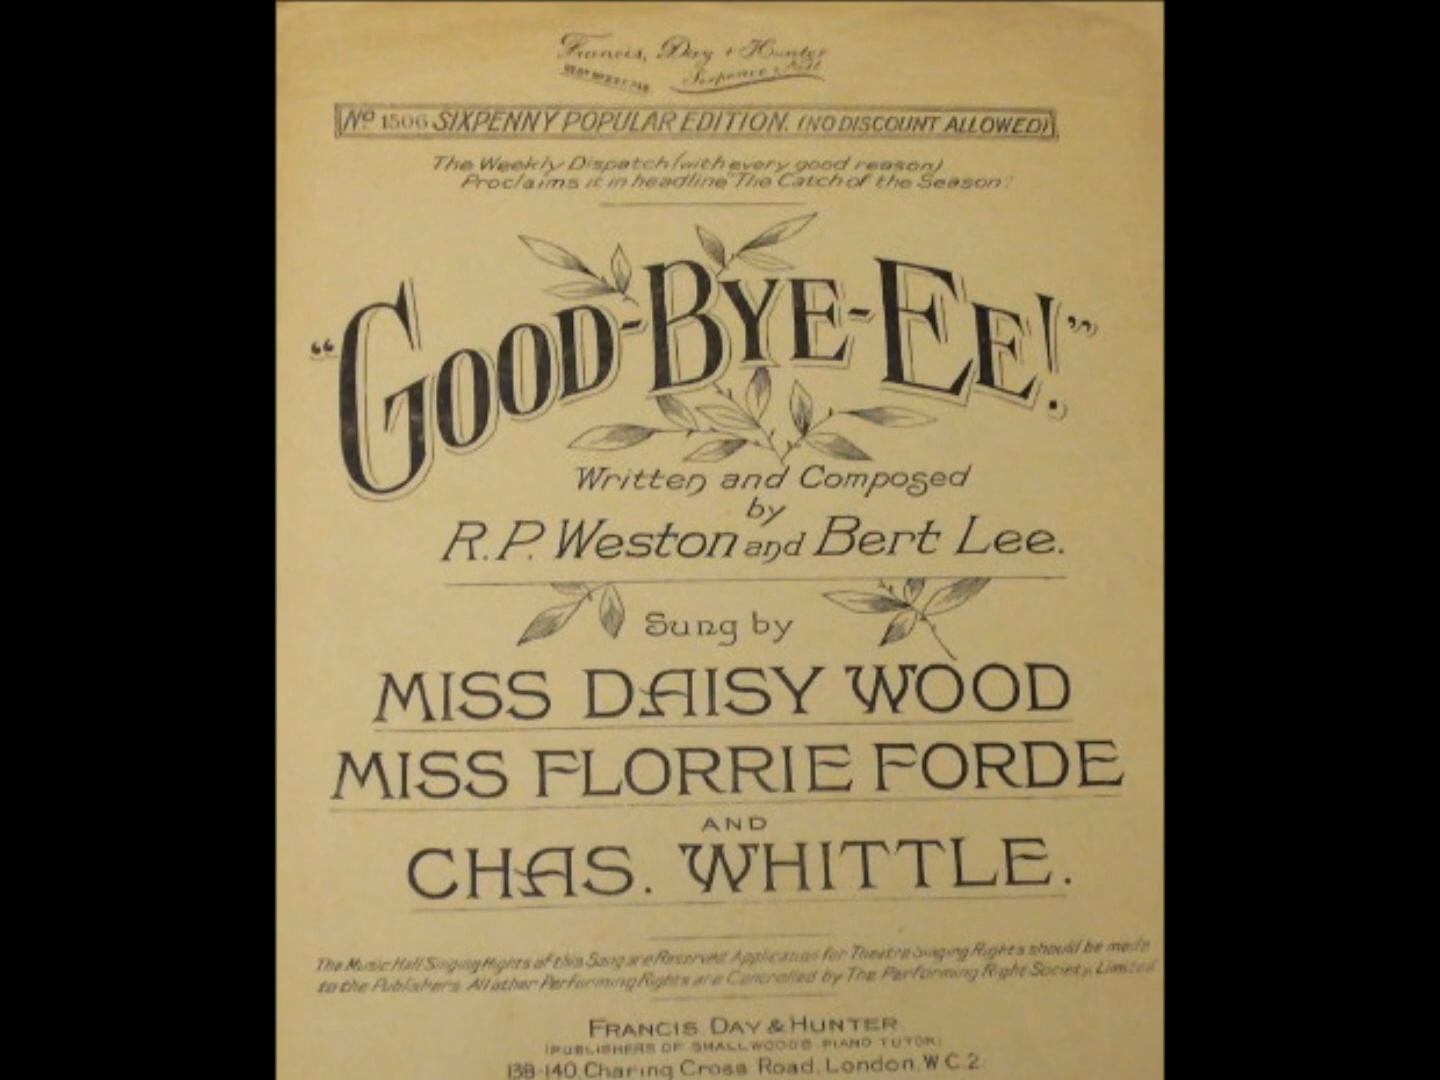 Francis, Day & Hunter
Sixpence Nett
No 1506 SIXPENNY POPULAR EDITION. (NO DISCOUNT ALLOWED)
The Weekly Dispatch (with every good reason)
Proclaims it in headline "The Catch of the Season"
"GOOD-BYE-EE!"
Written and Composed
by
R.P. Weston and Bert Lee.
Sung by
MISS DAISY WOOD
MISS FLORRIE FORDE
AND
CHAS. WHITTLE.
The Music Hall Singing Rights of this Song are Reserved Application for Theatre Singing Rights should be made
to the Publishers. All other Performing Rights are Controlled by The Performing Right Society, Limited
FRANCIS, DAY & HUNTER
(PUBLISHERS OF SMALLWOODS PIANO TUTOR)
138-140, Charing Cross Road, London, W.C.2